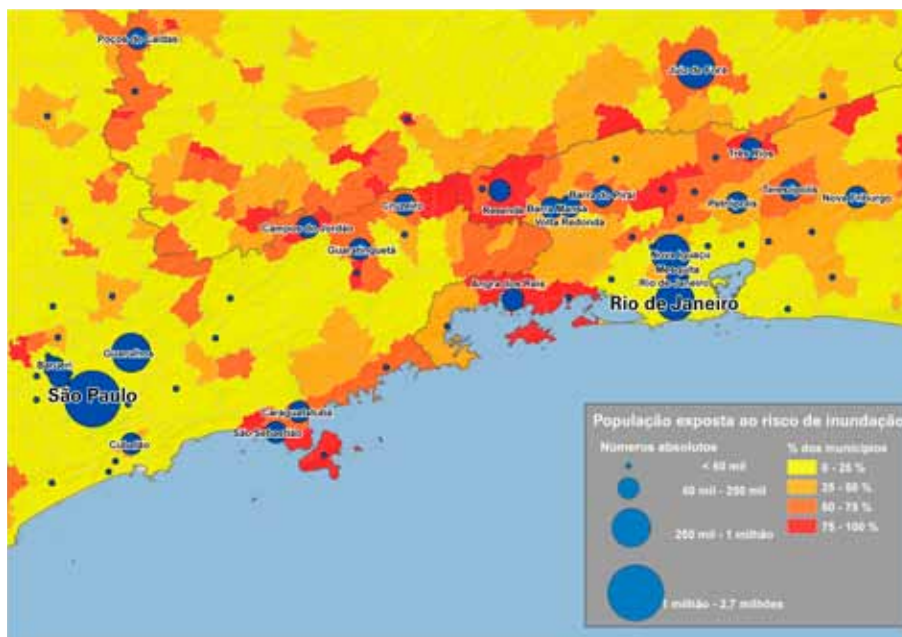 Poços de Caldas
Juiz de Fora
Três Rios
Cruzeiro
Resende
Barra do Piraí
Barra Mansa
Volta Redonda
Petrópolis
Teresópolis
Nova Friburgo
Campos do Jordão
Guaratinguetá
Nova Iguaçu
Mesquita
Rio de Janeiro
Angra dos Reis
Rio de Janeiro
Guarulhos
Barueri
São Paulo
Caraguatatuba
São Sebastião
Cubatão
População exposta ao risco de inundação
Números absolutos
% dos municípios
< 60 mil
60 mil - 250 mil
250 mil - 1 milhão
1 milhão - 2,7 milhões
0 - 25 %
25 - 50 %
50 - 75 %
75 - 100 %